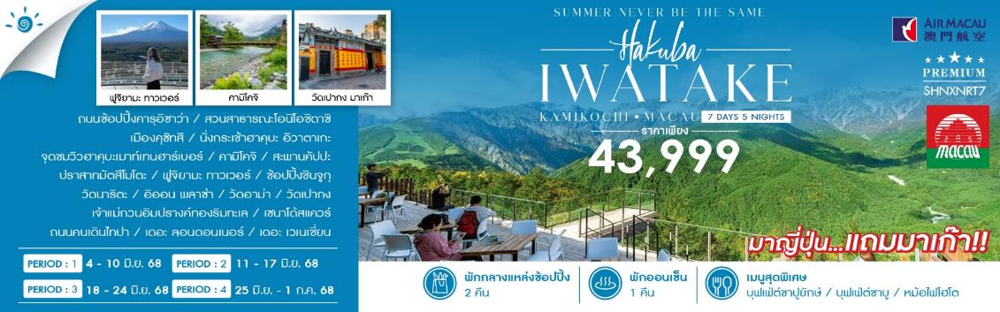 ฟูจิยามะ ทาวเวอร์
คามิโคจิ
วัดเปากง มาเก๊า
ถนนช้อปปิ้งคารุอิซาว่า / สวนสาธารณะโอนิโอชิดาชิ
เมืองคุซัทสึ / นั่งกระเช้าฮาคุบะ อิวาตาเกะ
จุดชมวิวฮาคุบะเมาท์เทนฮาร์เบอร์ / คามิโคจิ / สะพานคัปปะ
ปราสาทมัตสึโมโตะ / ฟูจิยามะ ทาวเวอร์ / ช้อปปิ้งชินจูกุ
วัดนาริตะ / อิออน พลาซ่า / วัดอาม่า / วัดเปากง
เจ้าแม่กวนอิมปรางค์ทองริมทะเล / เซนาโด้สแควร์
ถนนคนเดินไทปา / เดอะ ลอนดอนเนอร์ / เดอะ เวเนเชี่ยน
PERIOD : 1 4 - 10 มิ.ย. 68 PERIOD : 2 11 - 17 มิ.ย. 68
PERIOD : 3 18 - 24 มิ.ย. 68 PERIOD : 4 25 มิ.ย. - 1 ก.ค. 68
SUMMER NEVER BE THE SAME
Hakuba
IWATAKE
KAMIKOCHI • MACAU 7 DAYS 5 NIGHTS
ราคาเพียง
43,999
AIR MACAU
澳門航空
PREMIUM
SHNXNRT7
macau
มาญี่ปุ่น...แถมมาเก๊า!!
พักกลางแหล่งช้อปปิ้ง
2 คืน
พักออนเซ็น
1 คืน
เมนูสุดพิเศษ
บุฟเฟ่ต์ขาปูยักษ์ / บุฟเฟ่ต์ชาบู / หม้อไฟโฮโต